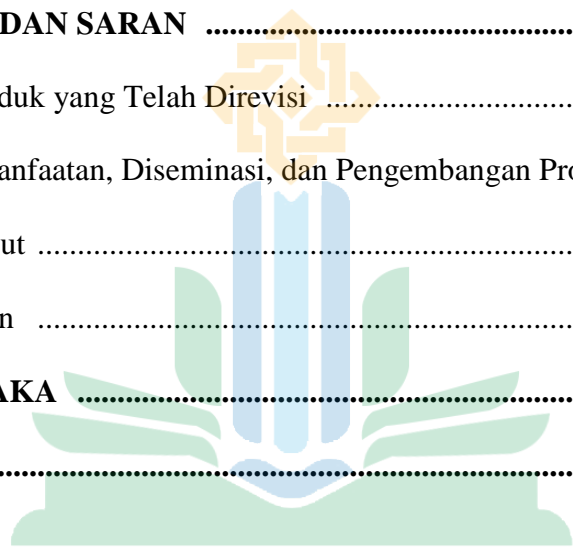 DAN SARAN ................................................
duk yang Telah Direvisi ................................
anfaatan, Diseminasi, dan Pengembangan Pro
ut ......................................................................
n ......................................................................
AKA ................................................................
................................................................